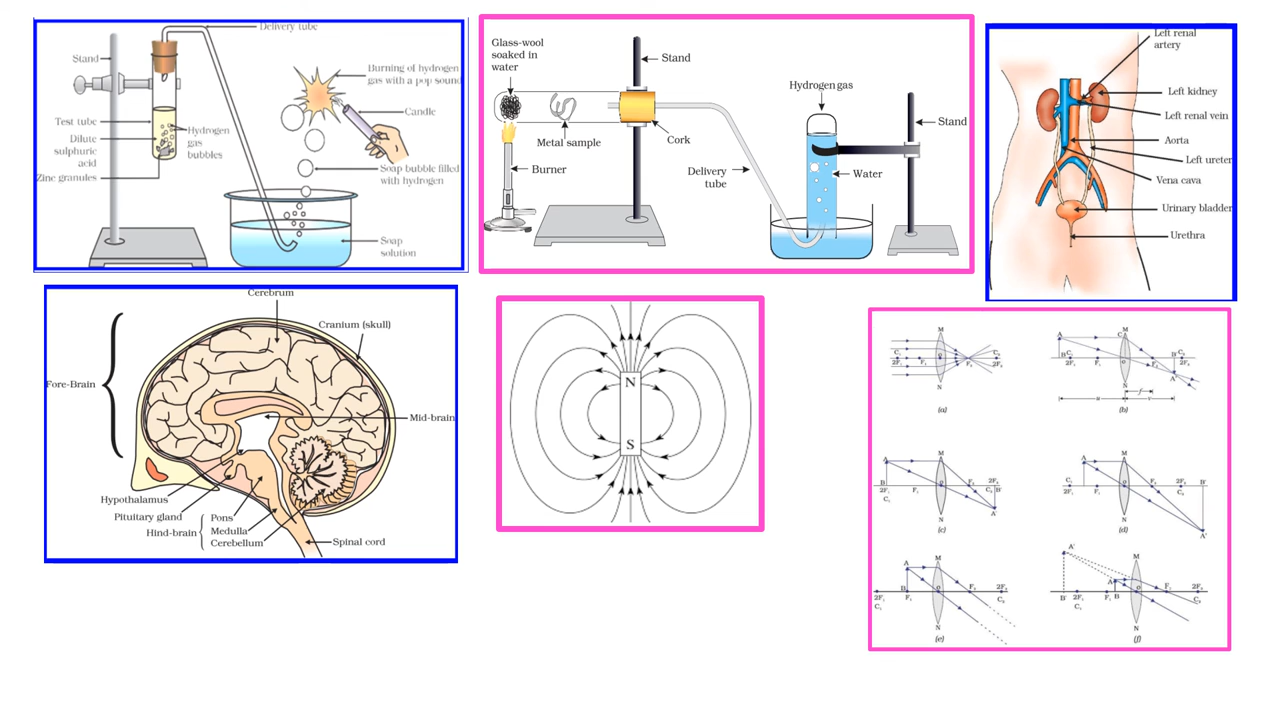 Delivery tube
Stand
Burning of hydrogen
gas with a pop sound
Candle
Test tube
Hydrogen
gas
bubbles
Dilute
sulphuric
acid
Soap bubble filled
with hydrogen
Zinc granules
Soap
solution
Glass-wool
soaked in
water
Stand
Hydrogen gas
Stand
Metal sample
Cork
Burner
Delivery
tube
Water
Left renal
artery
Left kidney
Left renal vein
Aorta
Left ureter
Vena cava
Urinary bladder
Urethra
Cerebrum
Cranium (skull)
Fore-Brain
Mid-brain
Hypothalamus
Pituitary gland
Hind-brain
Pons
Medulla
Cerebellum
Spinal cord
N
S
(a)
(b)
(c)
(d)
(e)
(f)